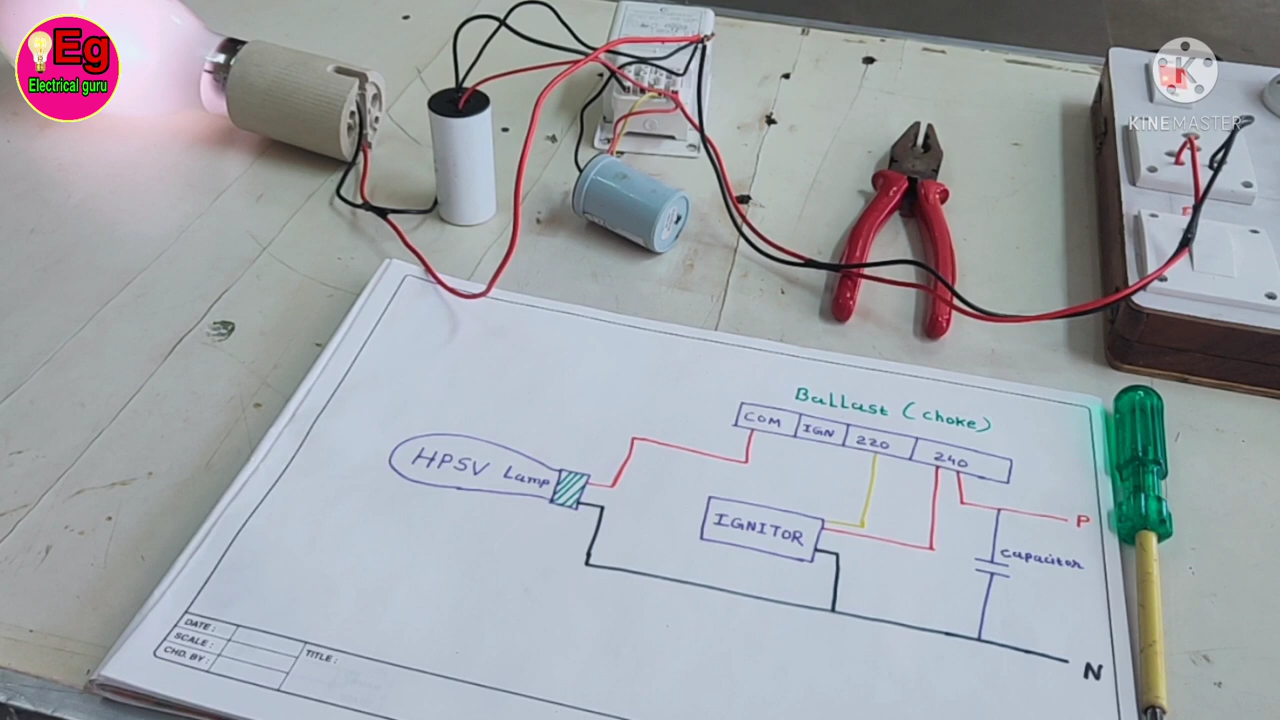 Eg
Electrical guru
K
KINEMASTER
Ballast (choke)
COM IGN 220 240
HPSV Lamp
IGNITOR
P
capacitor
N
DATE :
SCALE :
CHD. BY :
TITLE :